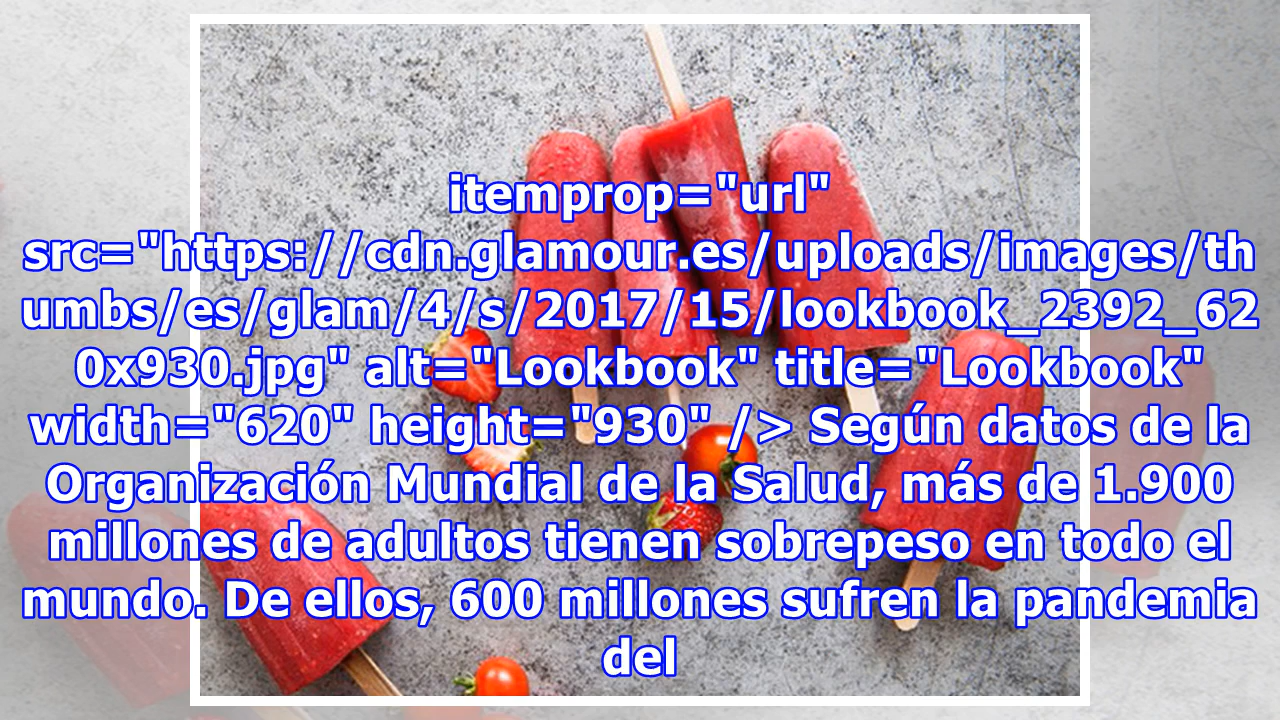 itemprop="url"
src="https://cdn.glamour.es/uploads/images/th
umbs/es/glam/4/s/2017/15/lookbook_2392_62
0x930.jpg" alt="Lookbook" title="Lookbook"
width="620" height="930" /> Según datos de la
Organización Mundial de la Salud, más de 1.900
millones de adultos tienen sobrepeso en todo el
mundo. De ellos, 600 millones sufren la pandemia
del